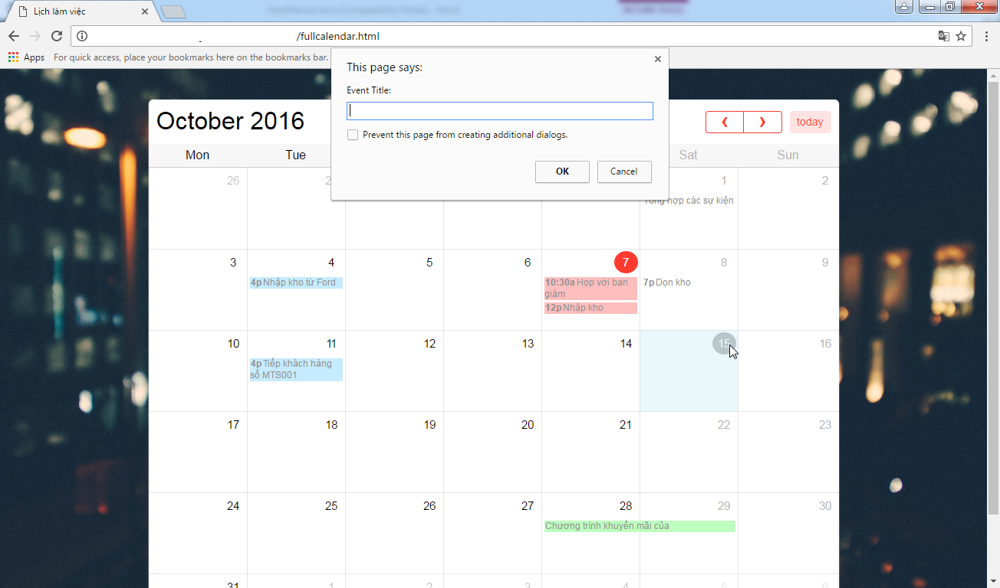 Lịch làm việc
/fullcalendar.html
Apps For quick access, place your bookmarks here on the bookmarks bar.
This page says:
Event Title:
Prevent this page from creating additional dialogs.
OK Cancel
October 2016 today
Mon Tue Sat Sun
26 2 1 2
Tổng hợp các sự kiện
3 4 5 6 7 8 9
4p Nhập kho từ Ford
10:30a Họp với ban
giám
12p Nhập kho
7p Dọn kho
10 11 12 13 14 15 16
4p Tiếp khách hàng
số MTS001
17 18 19 20 21 22 23
24 25 26 27 28 29 30
Chương trình khuyến mãi của
31 1 2 3 4 5 6